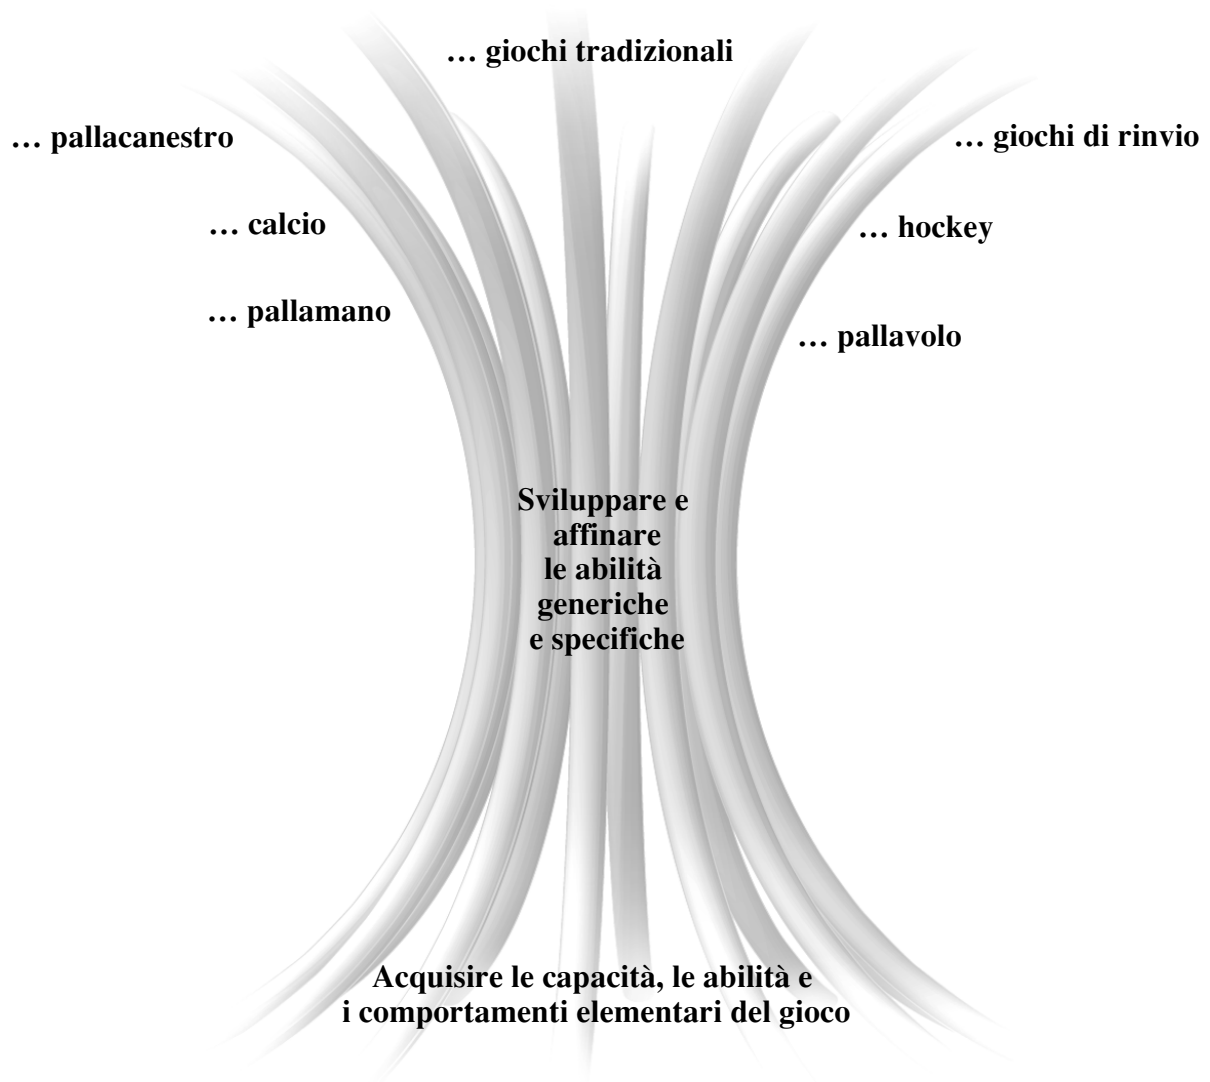 … giochi tradizionali
… pallacanestro
… giochi di rinvio
… calcio
… hockey
… pallamano
… pallavolo
Sviluppare e
affinare
le abilità
generiche
e specifiche
Acquisire le capacità, le abilità e
i comportamenti elementari del gioco